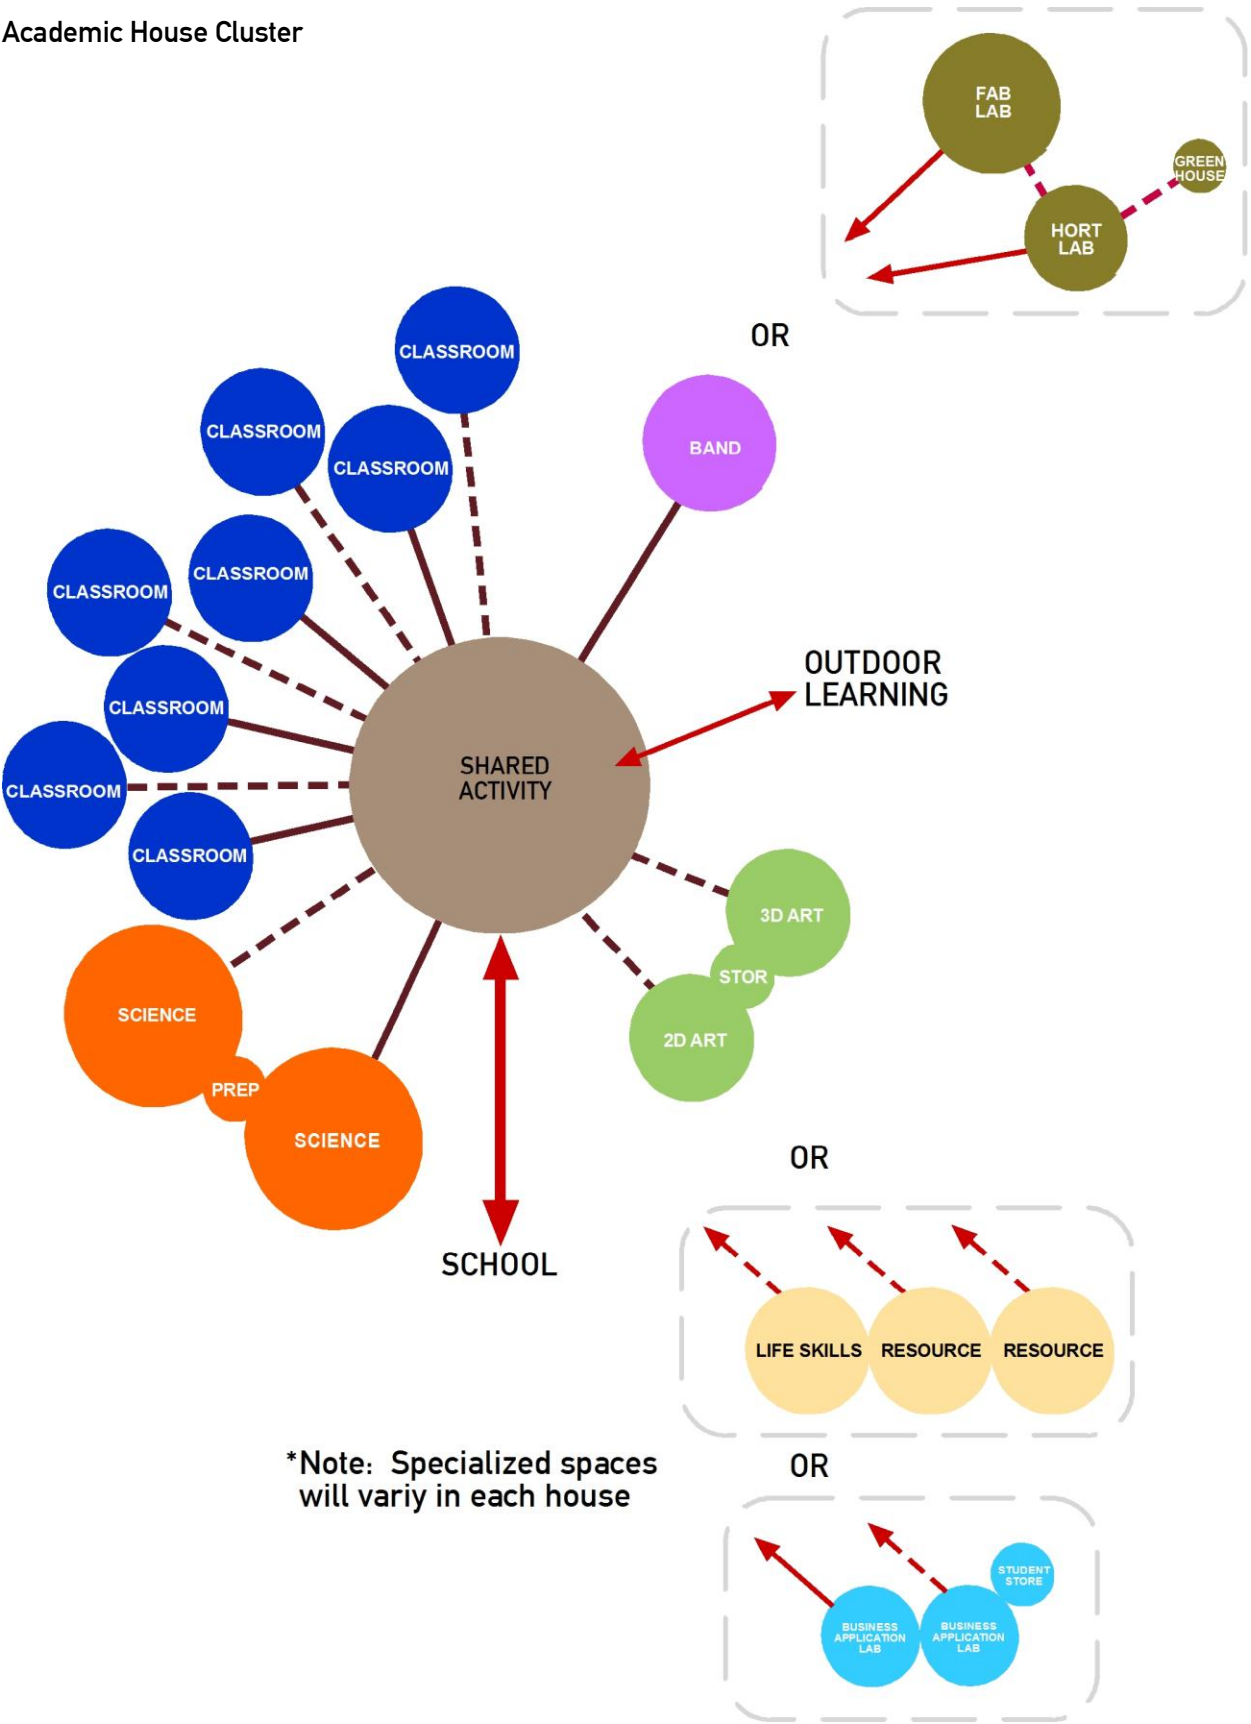 Academic House Cluster
FAB
LAB
GREEN
HOUSE
HORT
LAB
OR
CLASSROOM
CLASSROOM
CLASSROOM
BAND
CLASSROOM
CLASSROOM
OUTDOOR
LEARNING
CLASSROOM
SHARED
ACTIVITY
CLASSROOM
CLASSROOM
3D ART
STOR
2D ART
SCIENCE
PREP
SCIENCE
OR
SCHOOL
LIFE SKILLS
RESOURCE
RESOURCE
*Note: Specialized spaces
will variy in each house
OR
STUDENT
STORE
BUSINESS
APPLICATION
LAB
BUSINESS
APPLICATION
LAB